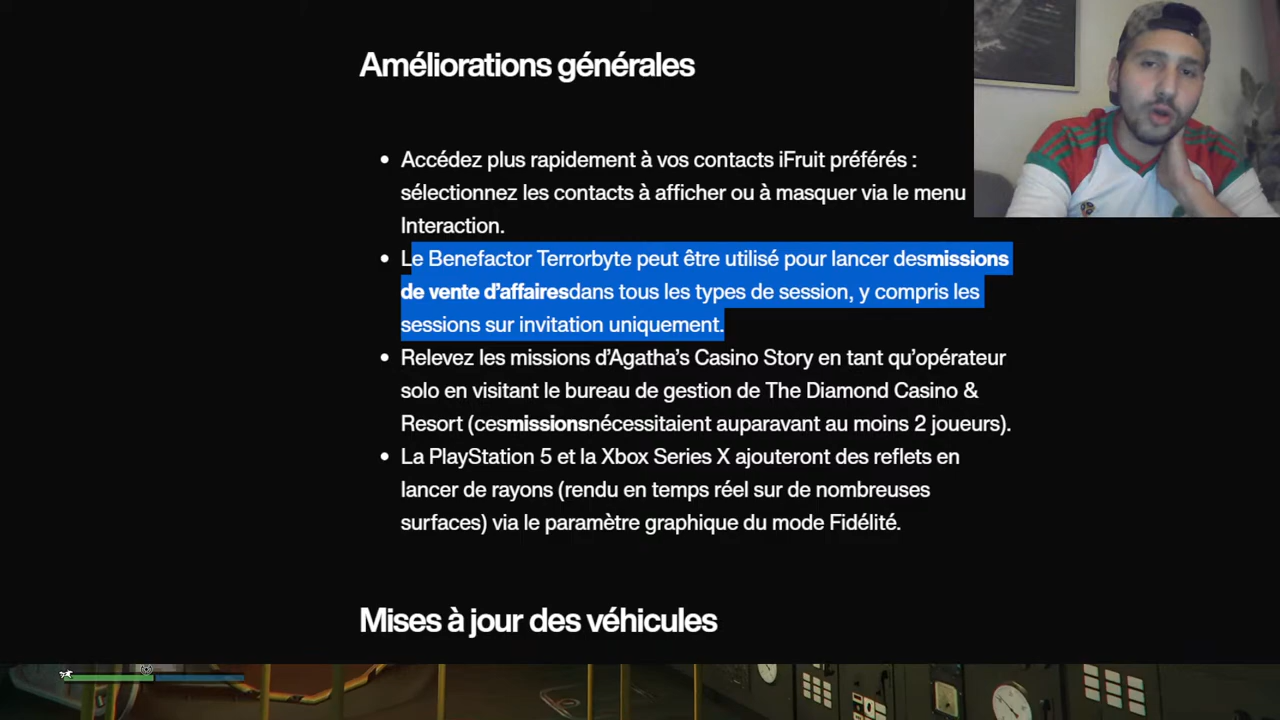 Améliorations générales
Accédez plus rapidement à vos contacts iFruit préférés :
sélectionnez les contacts à afficher ou à masquer via le menu
Interaction.
Le Benefactor Terrorbyte peut être utilisé pour lancer desmissions
de vente d’affairesdans tous les types de session, y compris les
sessions sur invitation uniquement.
Relevez les missions d’Agatha’s Casino Story en tant qu’opérateur
solo en visitant le bureau de gestion de The Diamond Casino &
Resort (cesmissionsnécessitaient auparavant au moins 2 joueurs).
La PlayStation 5 et la Xbox Series X ajouteront des reflets en
lancer de rayons (rendu en temps réel sur de nombreuses
surfaces) via le paramètre graphique du mode Fidélité.
Mises à jour des véhicules